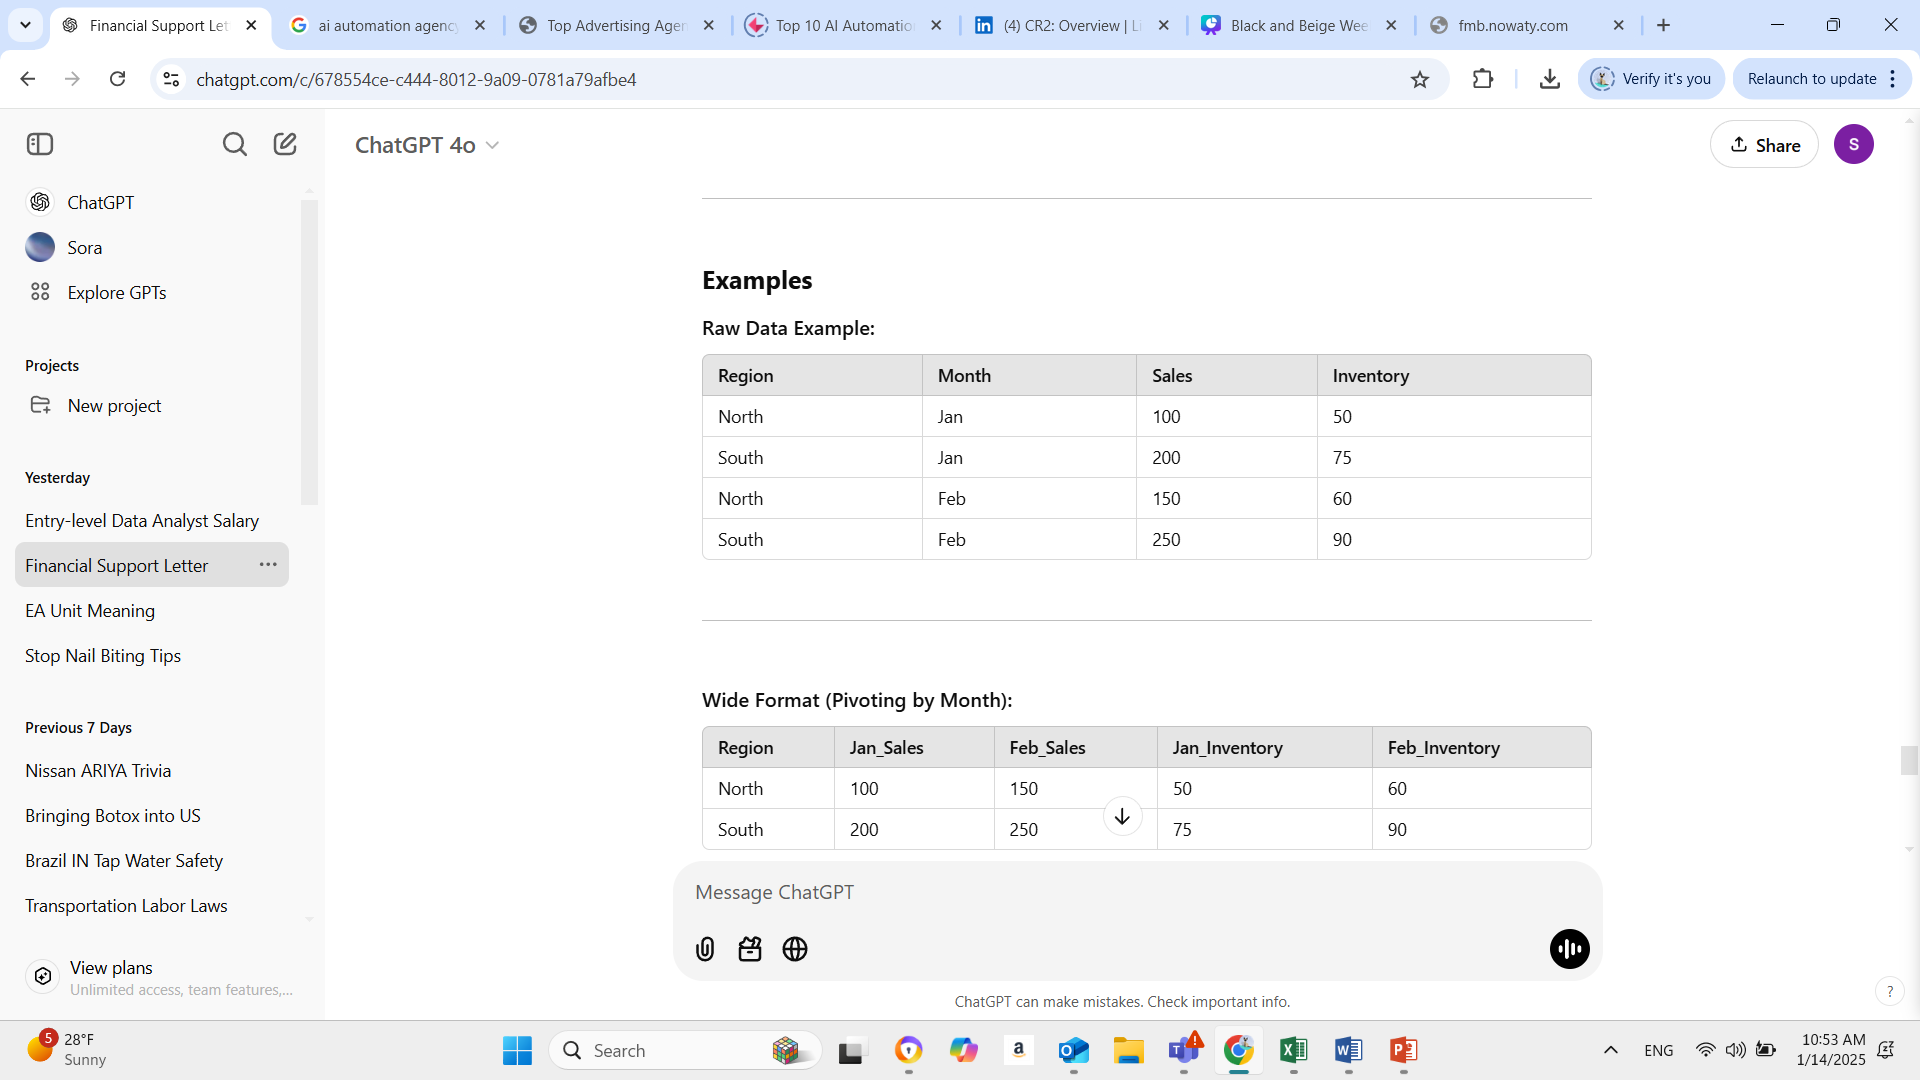 Financial Support Let
ai automation agency
Top Advertising Agen
Top 10 AI Automatio
(4) CR2: Overview | Li
Black and Beige Wee
fmb.nowaty.com
chatgpt.com/c/678554ce-c444-8012-9a09-0781a79afbe4
Verify it's you
Relaunch to update
ChatGPT 4o
Share
S
ChatGPT
Sora
Explore GPTs
Projects
New project
Yesterday
Entry-level Data Analyst Salary
Financial Support Letter
EA Unit Meaning
Stop Nail Biting Tips
Previous 7 Days
Nissan ARIYA Trivia
Bringing Botox into US
Brazil IN Tap Water Safety
Transportation Labor Laws
View plans
Unlimited access, team features,...
Examples
Raw Data Example:
Region Month Sales Inventory
North Jan 100 50
South Jan 200 75
North Feb 150 60
South Feb 250 90
Wide Format (Pivoting by Month):
Region Jan_Sales Feb_Sales Jan_Inventory Feb_Inventory
North 100 150 50 60
South 200 250 75 90
Message ChatGPT
ChatGPT can make mistakes. Check important info.
?
5
28°F
Sunny
Search
ENG
10:53 AM
1/14/2025